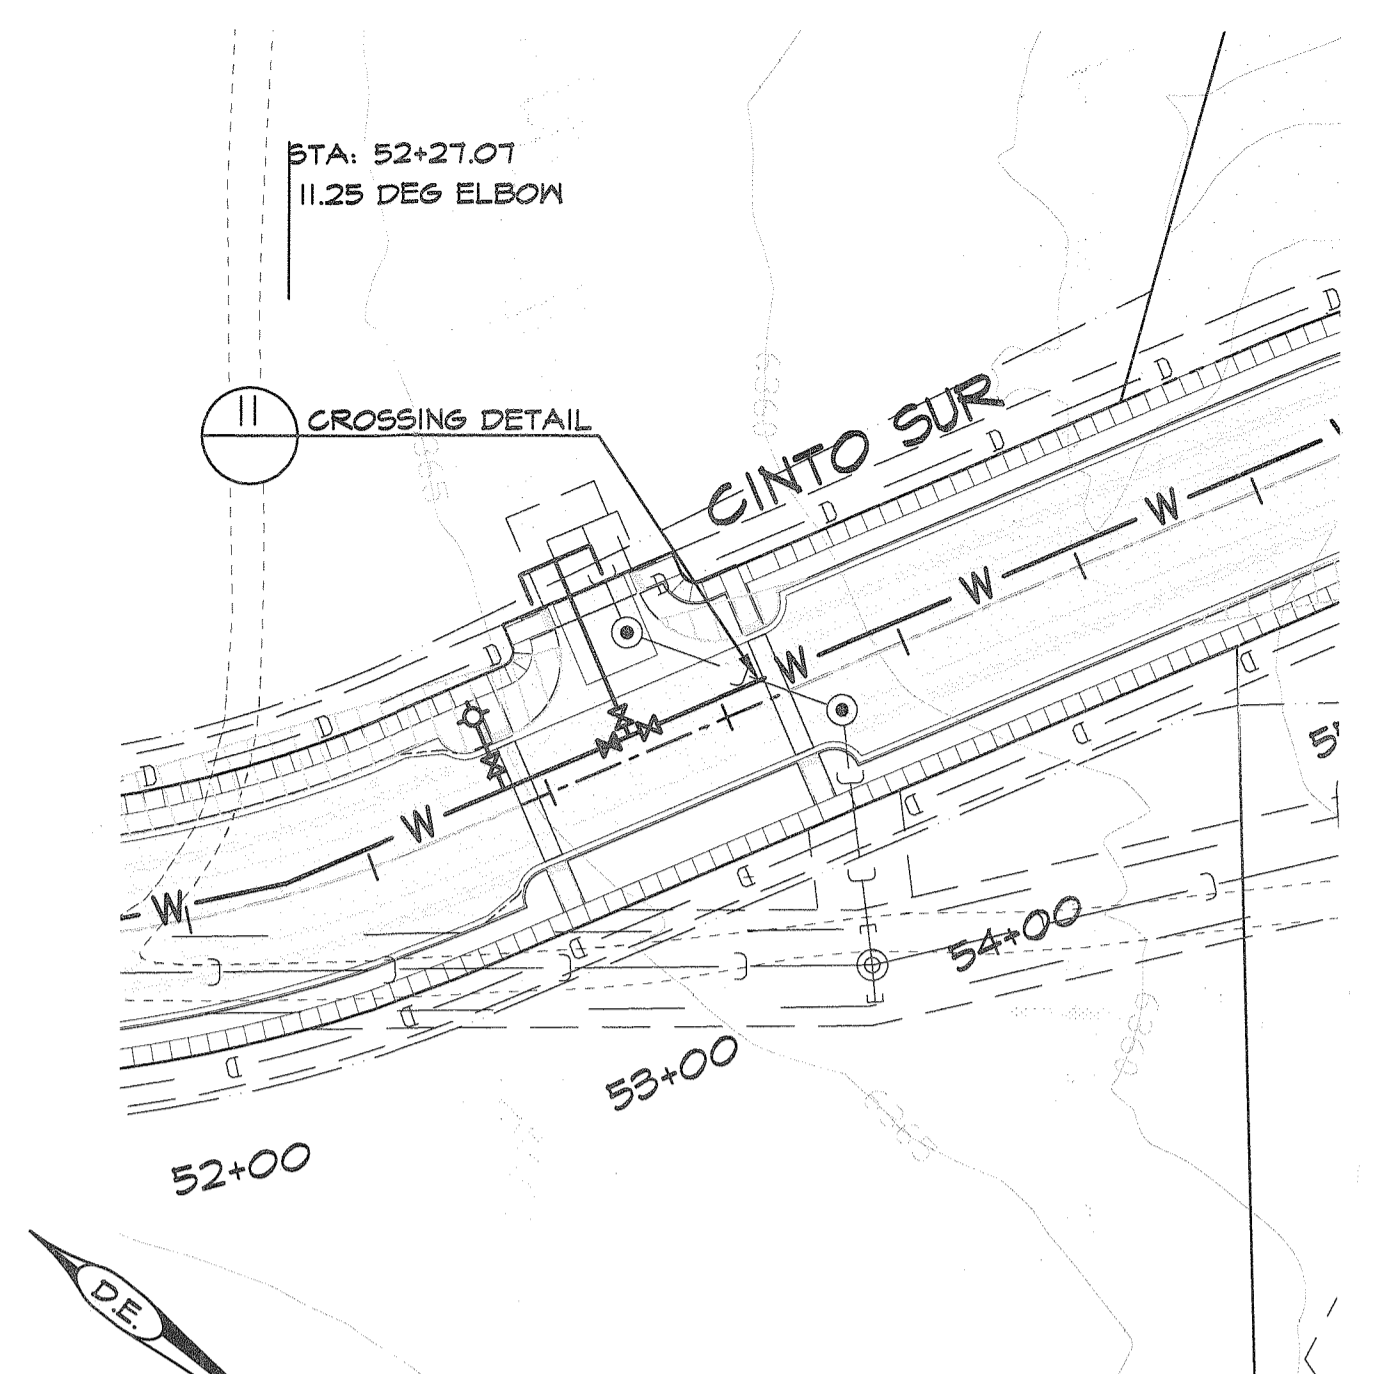 STA: 52+27.07
11.25 DEG ELBOW
11
CROSSING DETAIL
CINTO SUR
D
D
D
D
D
D
D
D
W
W
W
W
W
D
D
D
D
D
D
D
54+00
53+00
52+00
D.E.